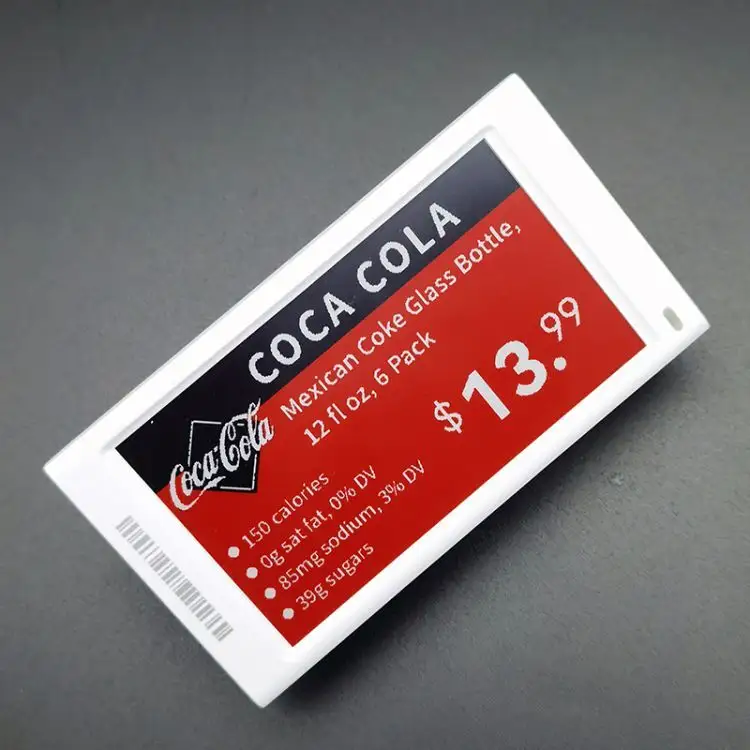 COCA COLA
Coca-Cola
Mexican Coke Glass Bottle,
12 fl oz, 6 Pack
$13.99
150 calories
0g sat fat, 0% DV
85mg sodium, 3% DV
39g sugars